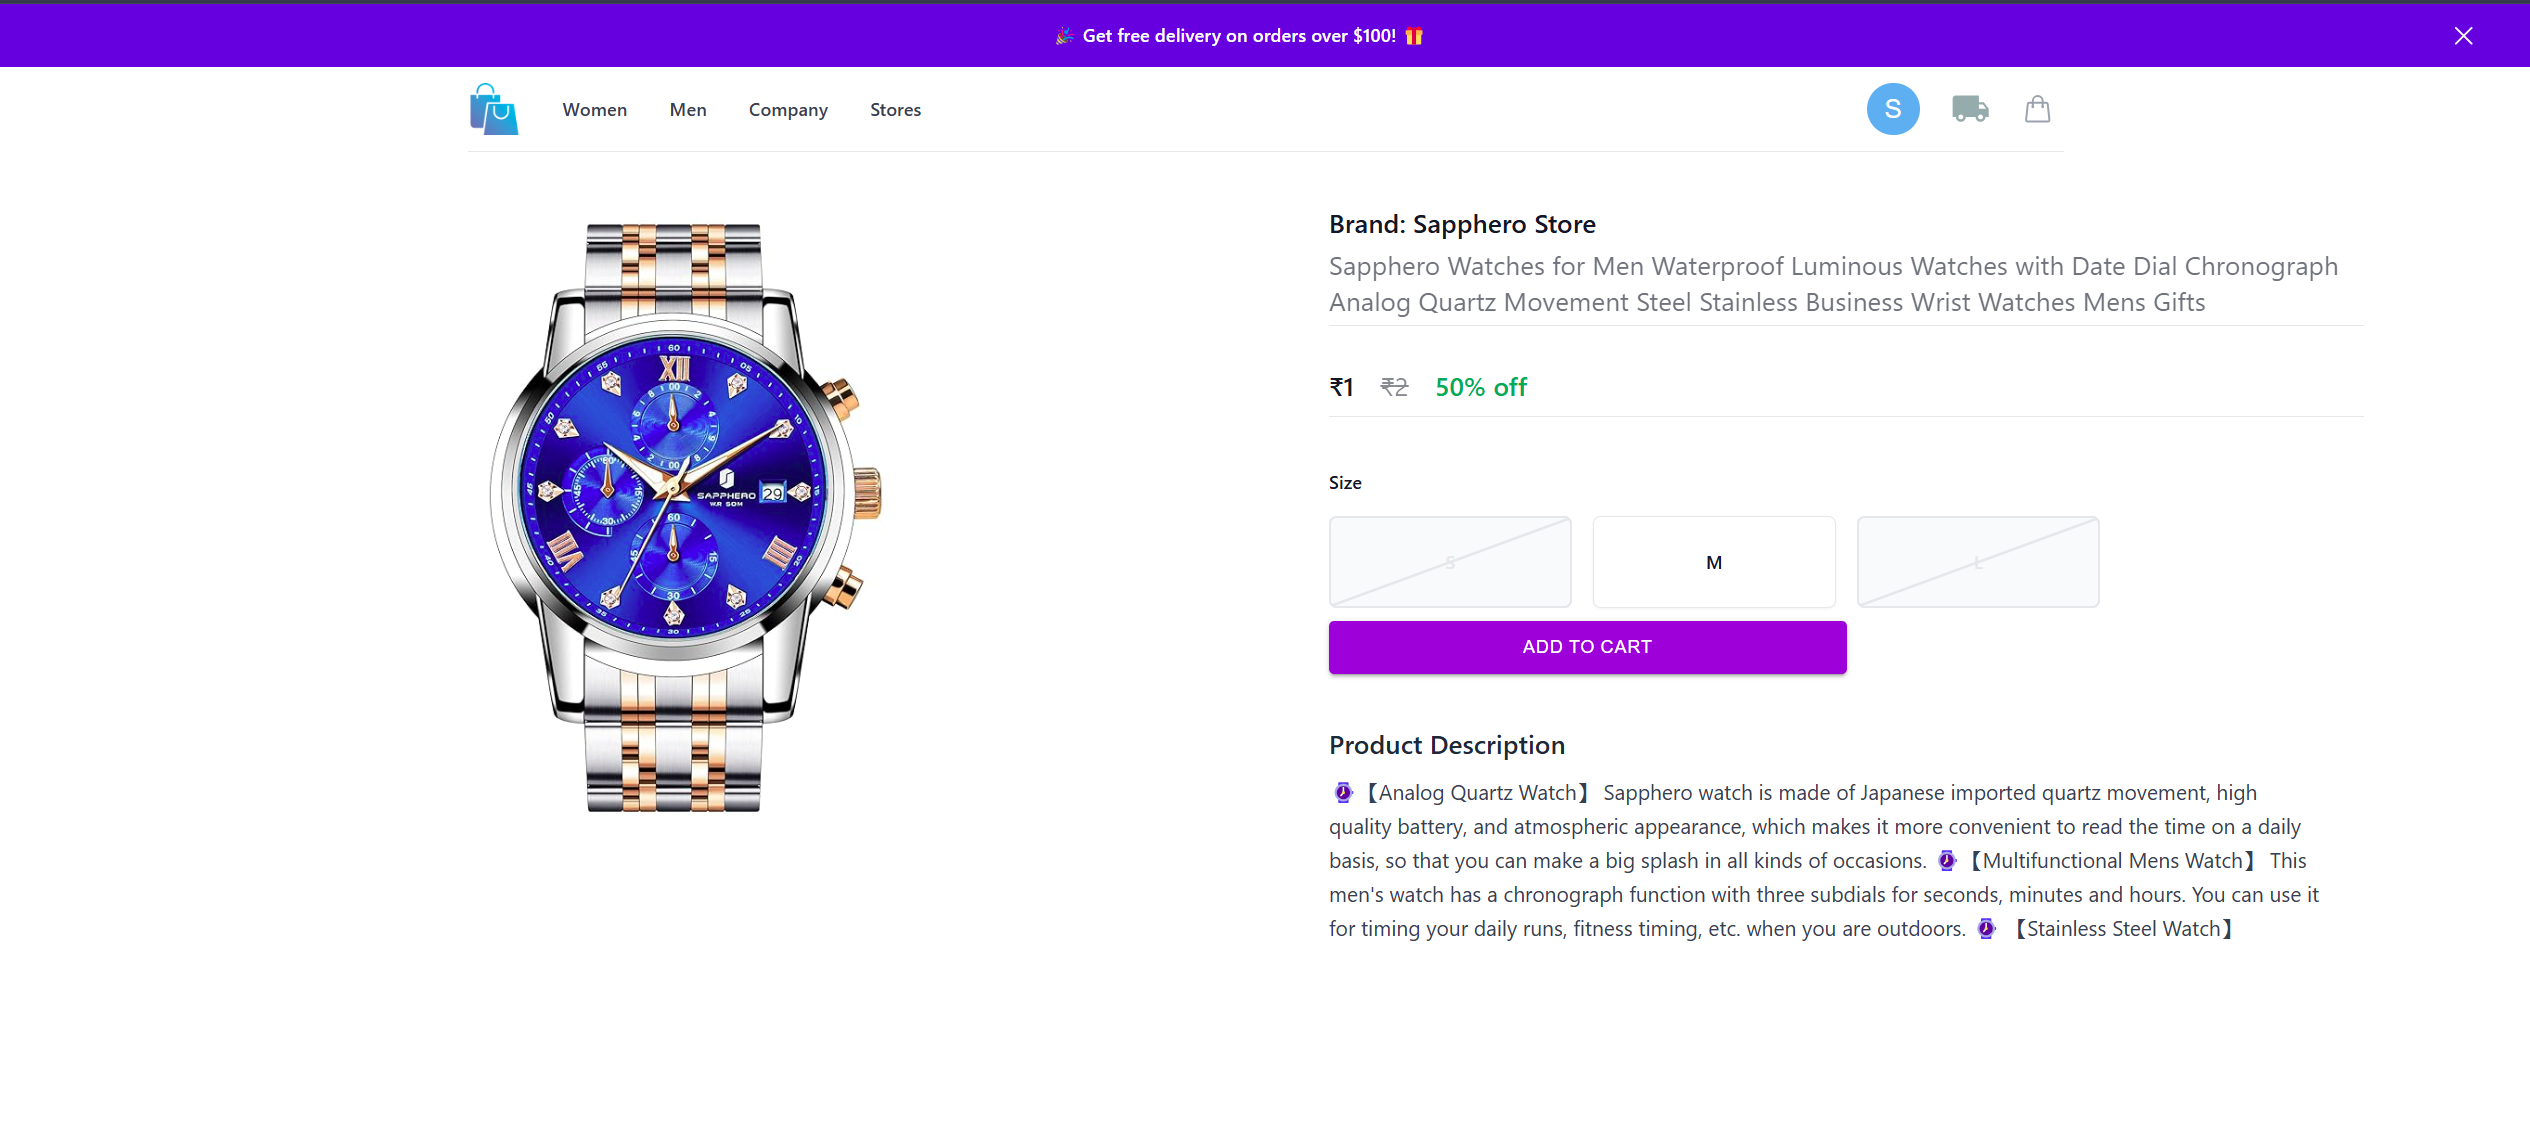 🎉 Get free delivery on orders over $100! 🎁
Women Men Company Stores
S
Brand: Sapphero Store
Sapphero Watches for Men Waterproof Luminous Watches with Date Dial Chronograph
Analog Quartz Movement Steel Stainless Business Wrist Watches Mens Gifts
₹1 ₹2 50% off
Size
S M L
ADD TO CART
Product Description
⌚【Analog Quartz Watch】 Sapphero watch is made of Japanese imported quartz movement, high
quality battery, and atmospheric appearance, which makes it more convenient to read the time on a daily
basis, so that you can make a big splash in all kinds of occasions. ⌚【Multifunctional Mens Watch】 This
men's watch has a chronograph function with three subdials for seconds, minutes and hours. You can use it
for timing your daily runs, fitness timing, etc. when you are outdoors. ⌚ 【Stainless Steel Watch】
XII
SAPPHERO
W.R 50M
29
VIII
IIII